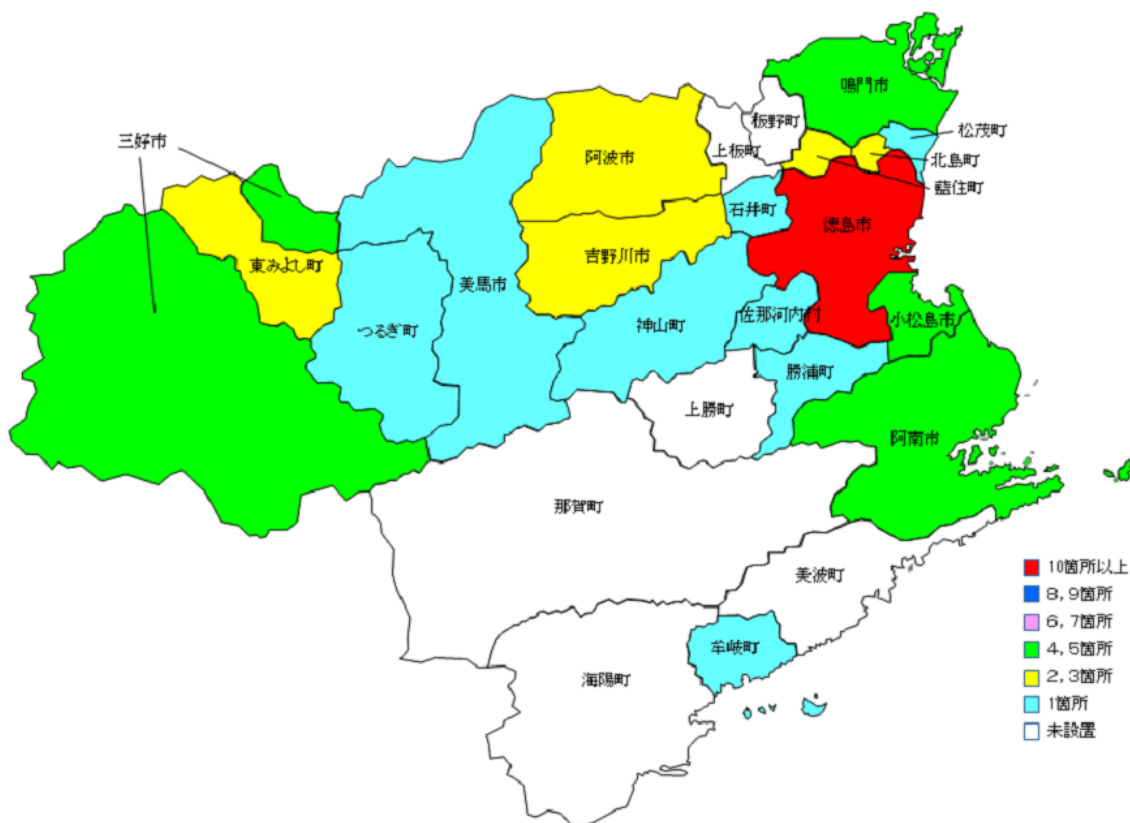 鳴門市
板野町
松茂町
三好市
上板町
阿波市
北島町
藍住町
石井町
徳島市
吉野川市
東みよし町
美馬市
佐那河内村
小松島市
神山町
つるぎ町
勝浦町
上勝町
阿南市
那賀町
美波町
牟岐町
海陽町
10箇所以上
8,9箇所
6,7箇所
4,5箇所
2,3箇所
1箇所
未設置